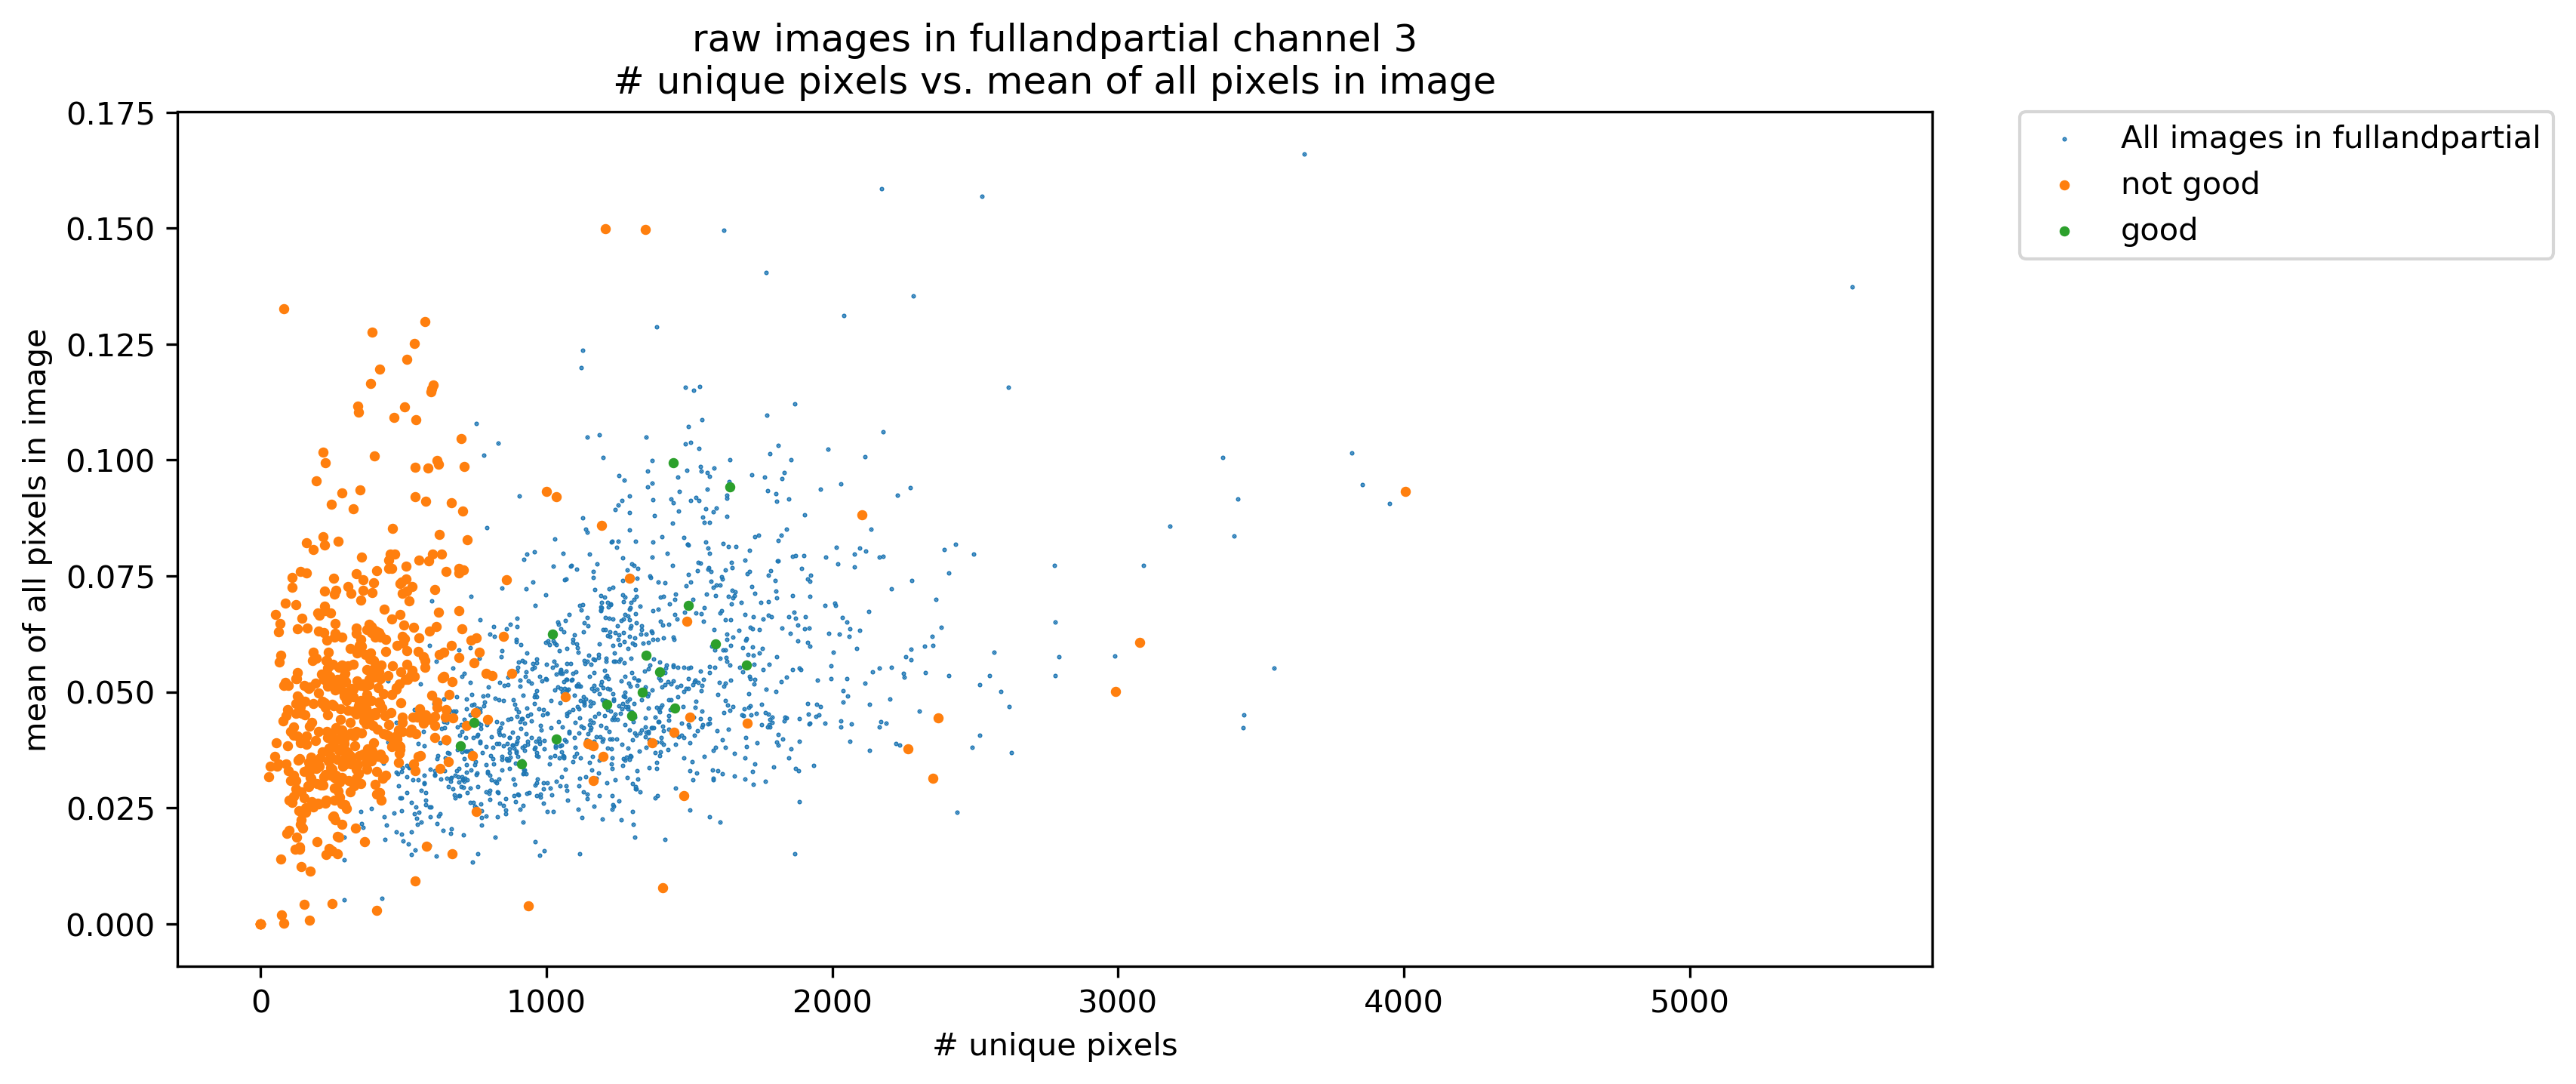 raw images in fullandpartial channel 3
# unique pixels vs. mean of all pixels in image
All images in fullandpartial
not good
good
mean of all pixels in image
0.175
0.150
0.125
0.100
0.075
0.050
0.025
0.000
0 1000 2000 3000 4000 5000
# unique pixels